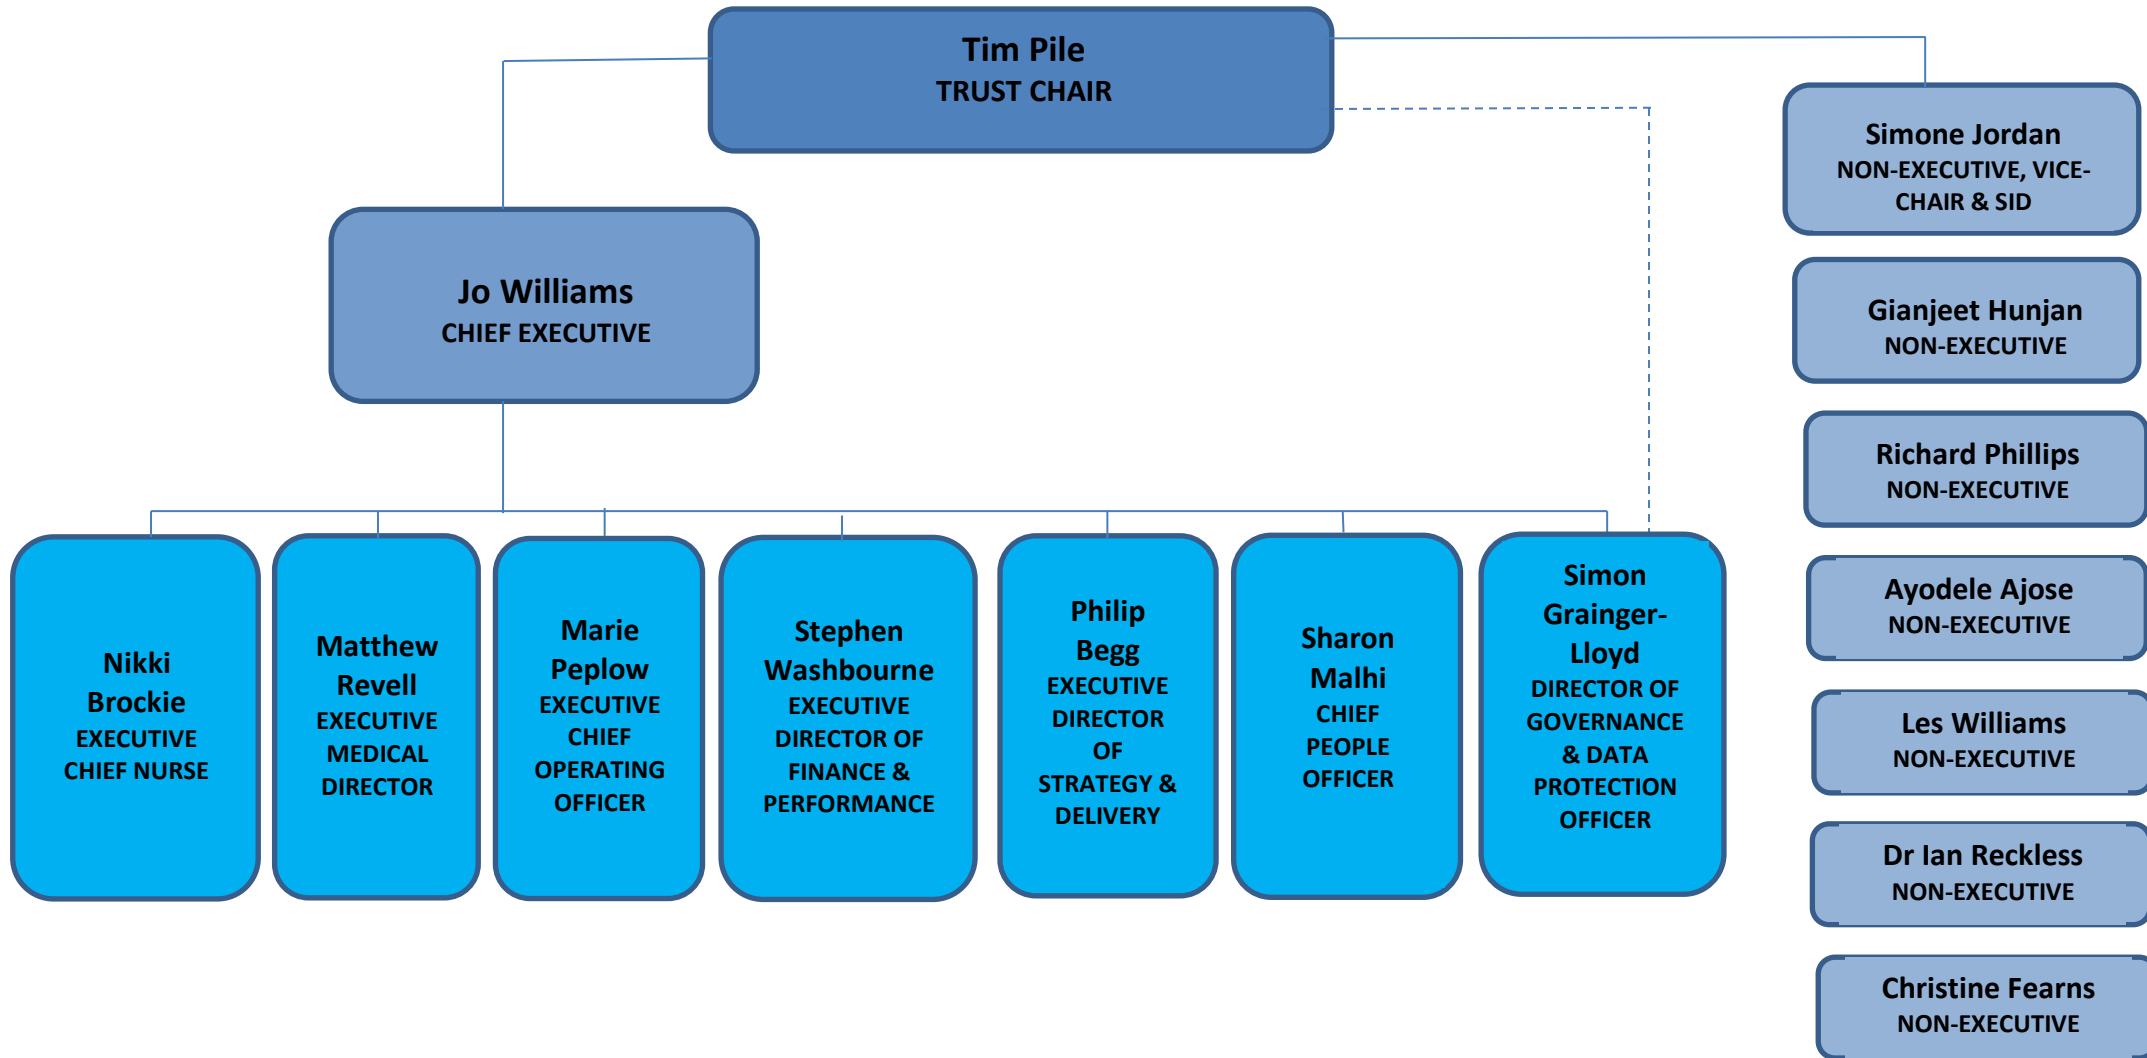 Tim Pile
TRUST CHAIR
Jo Williams
CHIEF EXECUTIVE
Nikki
Brockie
EXECUTIVE
CHIEF NURSE
Matthew
Revell
EXECUTIVE
MEDICAL
DIRECTOR
Marie
Peplow
EXECUTIVE
CHIEF
OPERATING
OFFICER
Stephen
Washbourne
EXECUTIVE
DIRECTOR OF
FINANCE &
PERFORMANCE
Philip
Begg
EXECUTIVE
DIRECTOR
OF
STRATEGY &
DELIVERY
Sharon
Malhi
CHIEF
PEOPLE
OFFICER
Simon
Grainger-
Lloyd
DIRECTOR OF
GOVERNANCE
& DATA
PROTECTION
OFFICER
Simone Jordan
NON-EXECUTIVE, VICE-
CHAIR & SID
Gianjeet Hunjan
NON-EXECUTIVE
Richard Phillips
NON-EXECUTIVE
Ayodele Ajose
NON-EXECUTIVE
Les Williams
NON-EXECUTIVE
Dr Ian Reckless
NON-EXECUTIVE
Christine Fearns
NON-EXECUTIVE